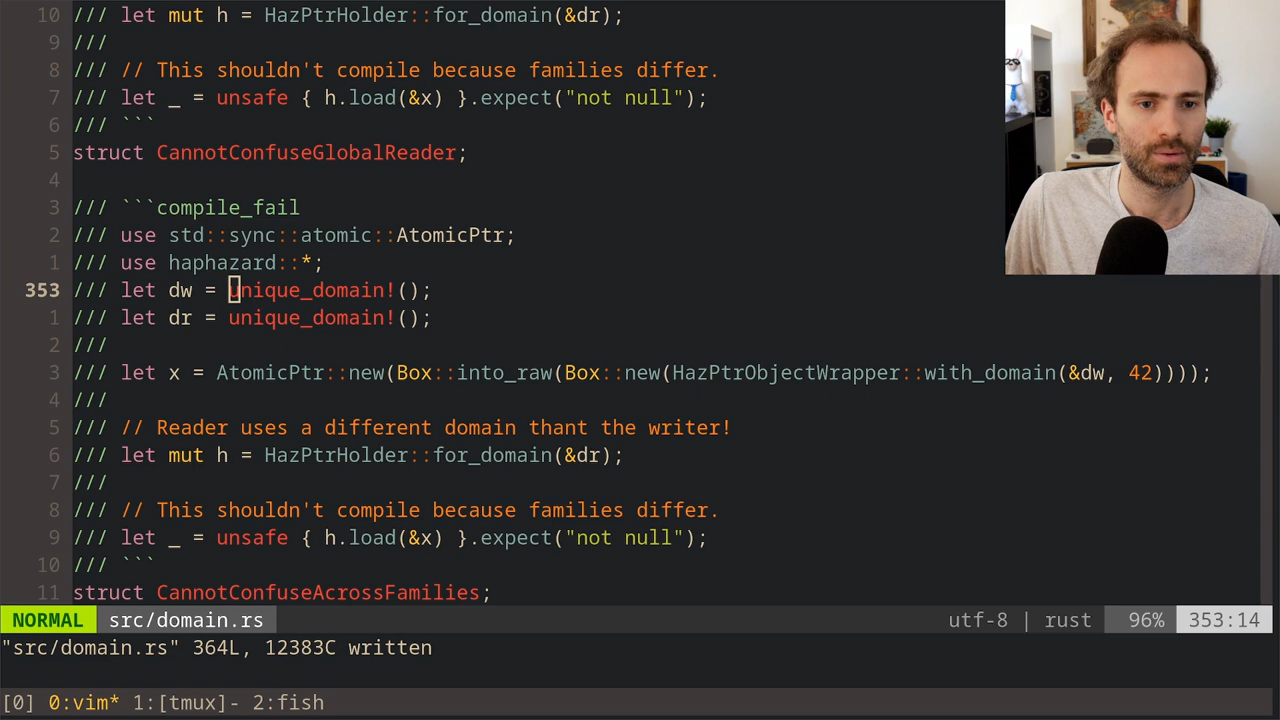 10 /// let mut h = HazPtrHolder::for_domain(&dr);
9 ///
8 /// // This shouldn't compile because families differ.
7 /// let _ = unsafe { h.load(&x) }.expect("not null");
6 /// ```
5 struct CannotConfuseGlobalReader;
4
3 /// ```compile_fail
2 /// use std::sync::atomic::AtomicPtr;
1 /// use haphazard::*;
353 /// let dw = unique_domain!();
1 /// let dr = unique_domain!();
2 ///
3 /// let x = AtomicPtr::new(Box::into_raw(Box::new(HazPtrObjectWrapper::with_domain(&dw, 42))));
4 ///
5 /// // Reader uses a different domain thant the writer!
6 /// let mut h = HazPtrHolder::for_domain(&dr);
7 ///
8 /// // This shouldn't compile because families differ.
9 /// let _ = unsafe { h.load(&x) }.expect("not null");
10 /// ```
11 struct CannotConfuseAcrossFamilies;
NORMAL src/domain.rs utf-8 | rust 96% 353:14
"src/domain.rs" 364L, 12383C written
[0] 0:vim* 1:[tmux]- 2:fish